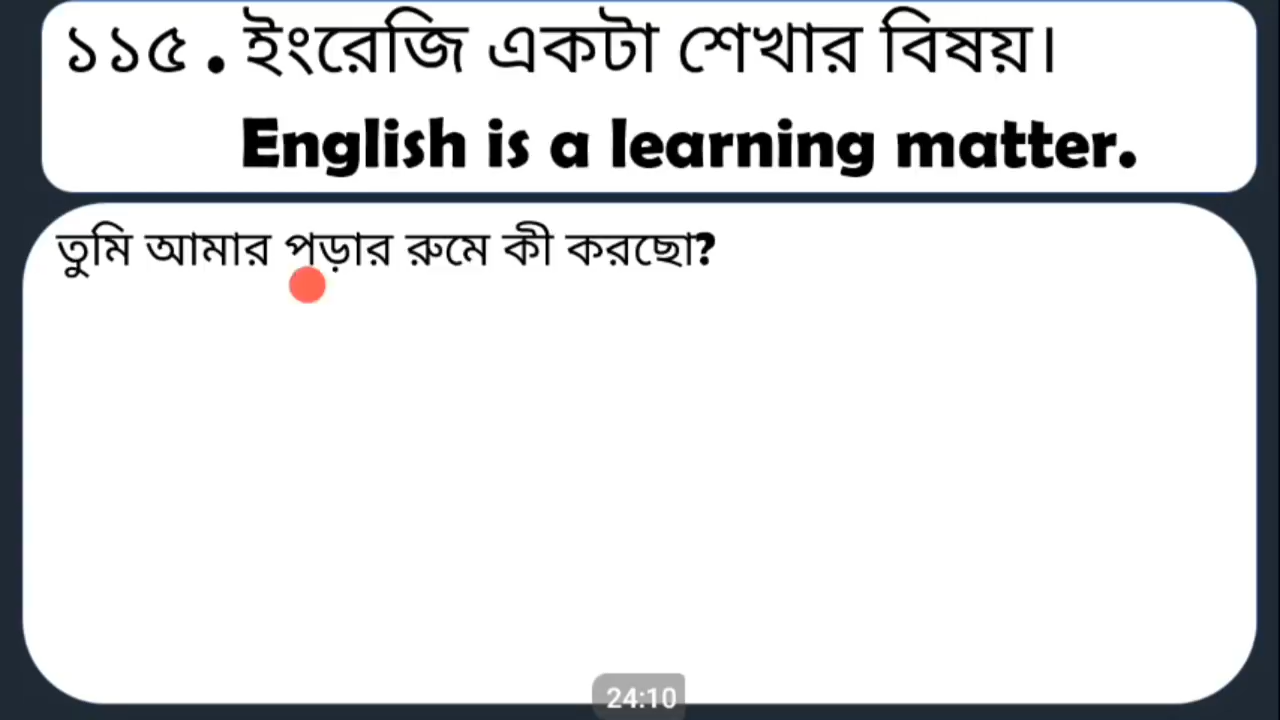 ১১৫. ইংরেজি একটা শেখার বিষয়।
English is a learning matter.
তুমি আমার পড়ার রুমে কী করছো?
24:10